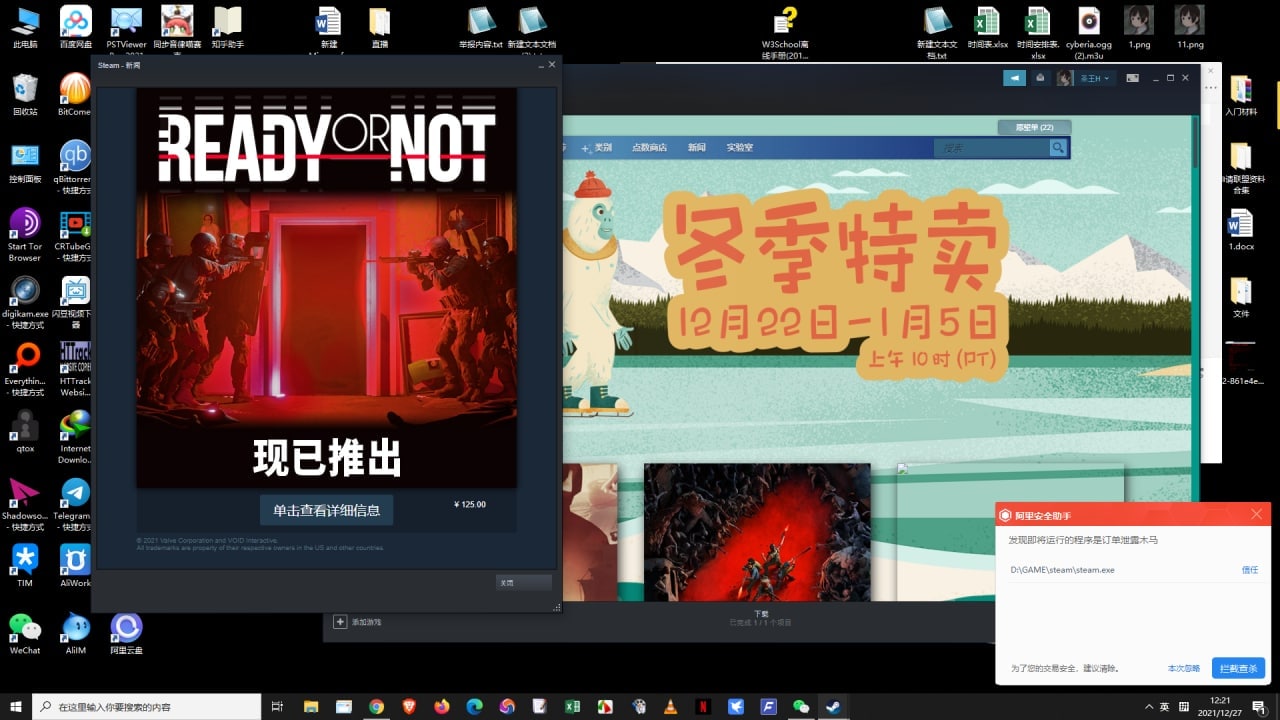 此电脑
百度网盘
PSTViewer
同步音像喵赛
知乎助手
新建
直播
举报内容.txt
新建文本文档
W3School离
线手册(201...
新建文本文
档.txt
时间表.xlsx
时间安排表.
xlsx
cyberia.ogg
(2).m3u
1.png
11.png
回收站
BitCome
控制面板
qBittorrer
- 快捷方式
Start Tor
Browser
CRTubeG
- 快捷方式
digikam.exe
- 快捷方式
闪豆视频下
器
Everythin...
- 快捷方式
HTTrack
Websi...
qtox
Internet
Downlo...
Shadowso...
- 快捷方式
Telegram
- 快捷方式
TIM
AliWork
WeChat
AliIM
阿里云盘
入门材料
申请联盟资料
合集
1.docx
文件
2-861e4e...
Steam - 新闻
READY OR NOT
现已推出
单击查看详细信息
¥ 125.00
© 2021 Valve Corporation and VOID Interactive.
All trademarks are property of their respective owners in the US and other countries.
关闭
圣王H
愿望单 (22)
类别
点数商店
新闻
实验室
搜索
冬季特卖
12月22日-1月5日
上午 10 时 (PT)
添加游戏
下载
已完成 1 / 1 个项目
阿里安全助手
发现即将运行的程序是订单泄露木马
D:\GAME\steam\steam.exe
信任
为了您的交易安全，建议清除。
本次忽略
拦截查杀
在这里输入你要搜索的内容
英
12:21
2021/12/27